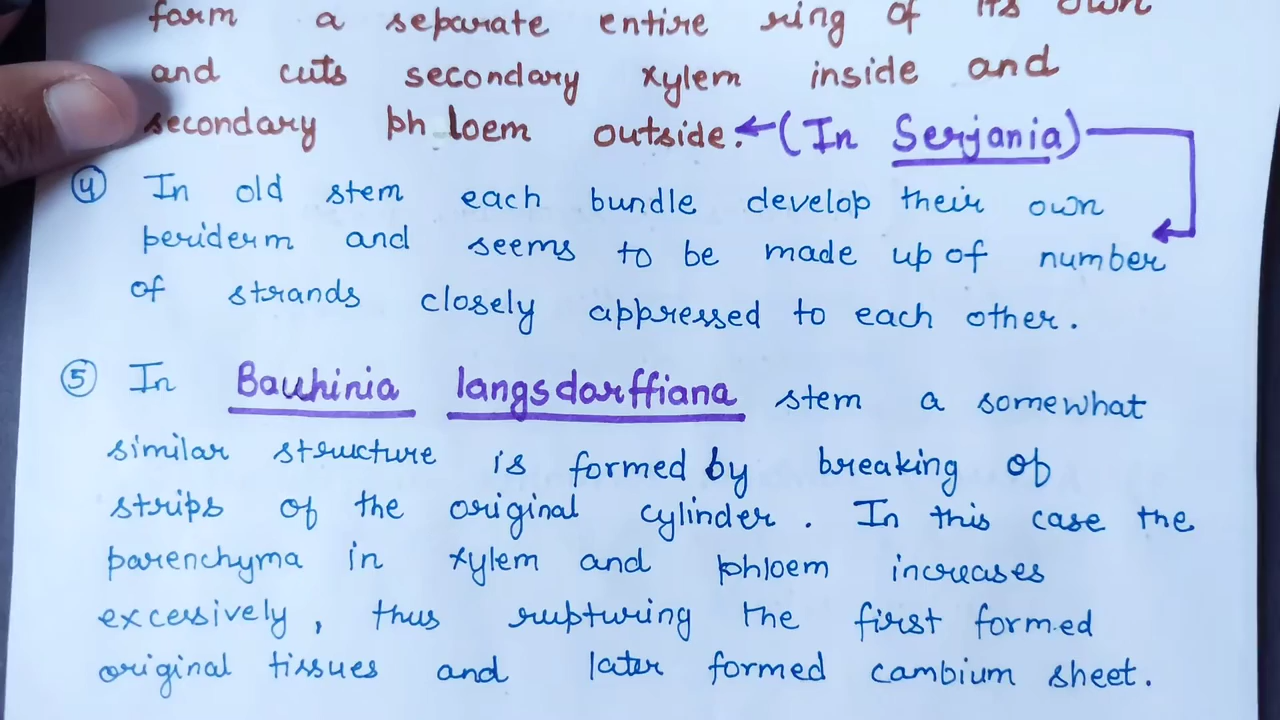 form a separate entire ring of its own
and cuts secondary xylem inside and
secondary phloem outside. ← (In Serjania)
④ In old stem each bundle develop their own
periderm and seems to be made up of number
of strands closely appressed to each other.
⑤ In Bauhinia langsdarffiana stem a somewhat
similar structure is formed by breaking of
strips of the original cylinder. In this case the
parenchyma in xylem and phloem increases
excessively, thus rupturing the first formed
original tissues and later formed cambium sheet.